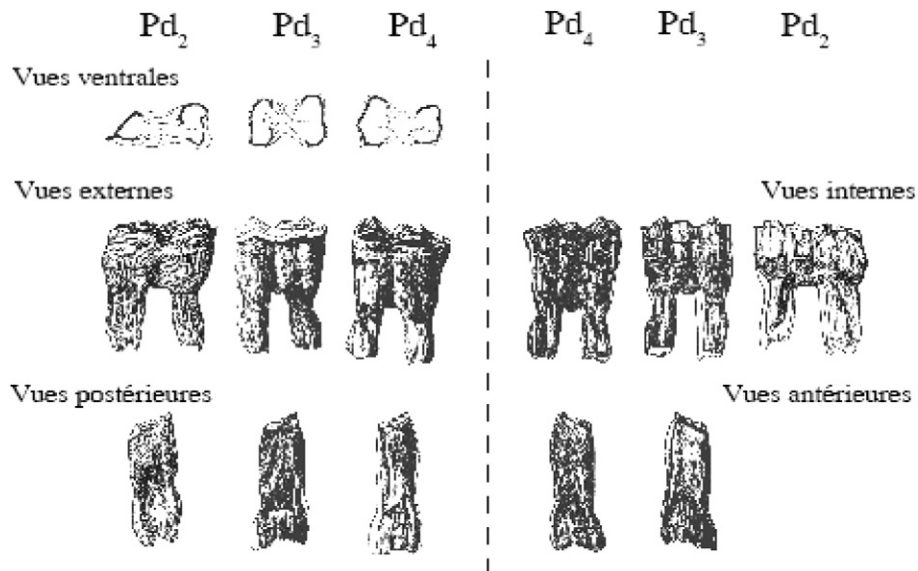 Pd₂ Pd₃ Pd₄ Pd₄ Pd₃ Pd₂
Vues ventrales
Vues externes Vues internes
Vues postérieures Vues antérieures